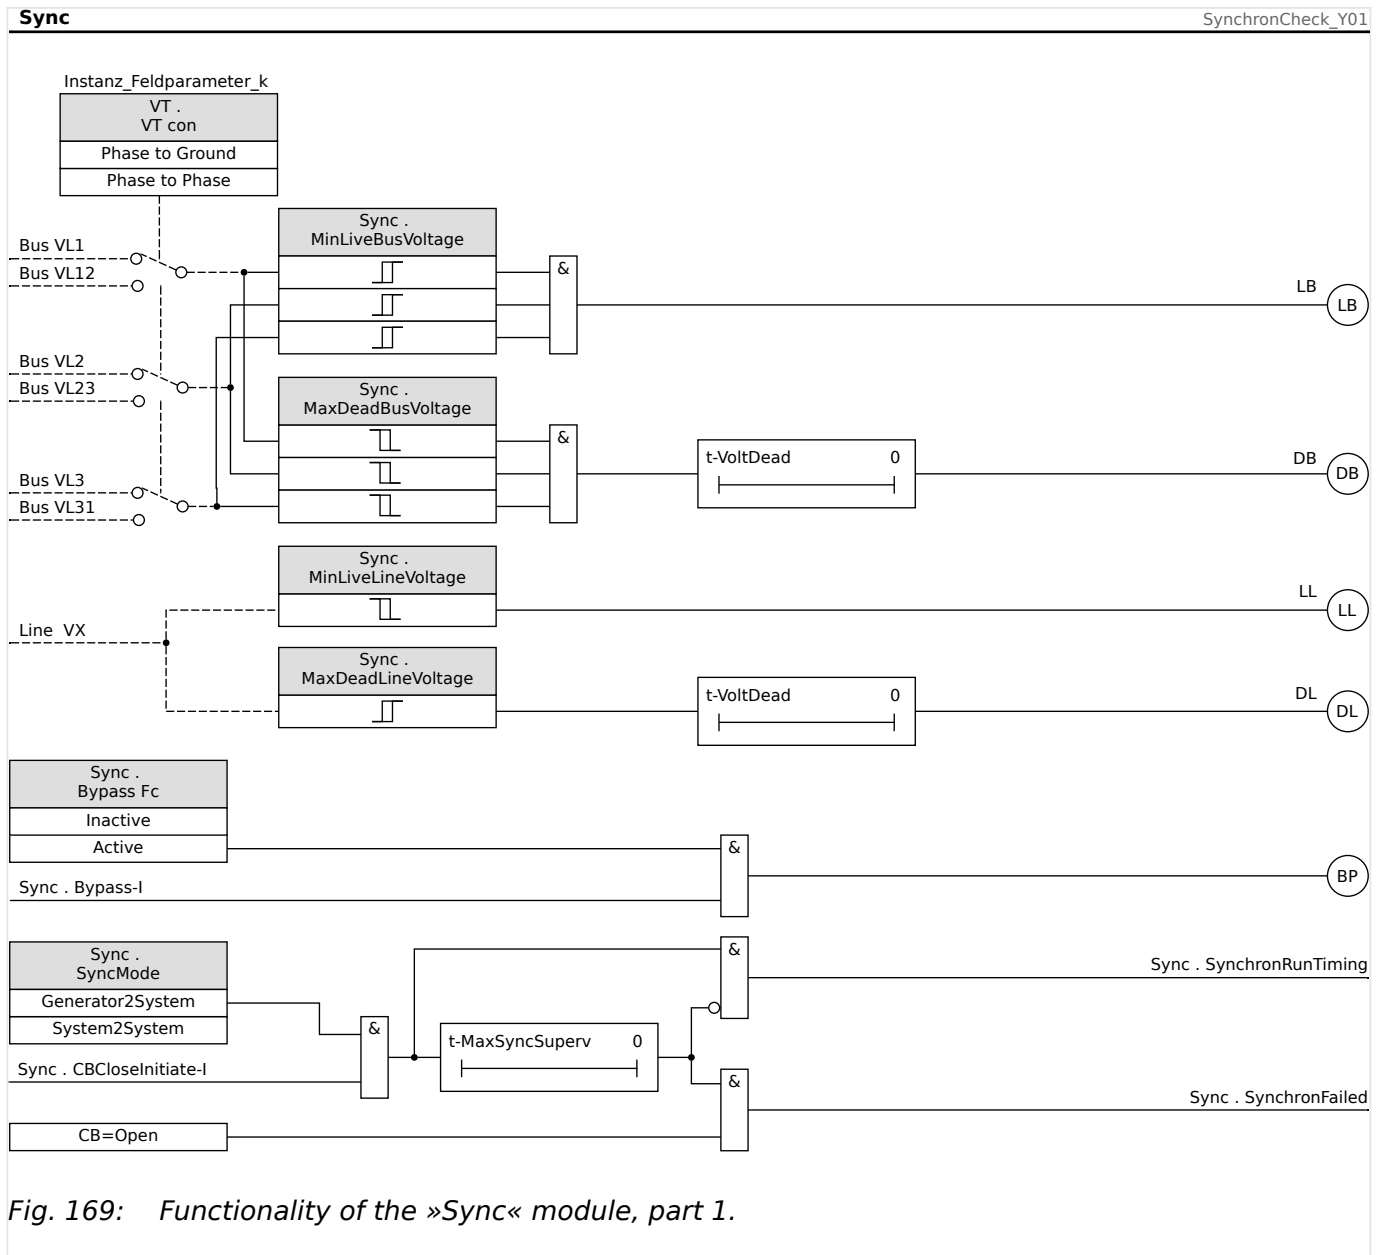 Sync
SynchronCheck_Y01
Instanz_Feldparameter_k
VT .
VT con
Phase to Ground
Phase to Phase
Sync .
MinLiveBusVoltage
Bus VL1
Bus VL12
&
LB
LB
Bus VL2
Bus VL23
Sync .
MaxDeadBusVoltage
&
t-VoltDead 0
DB
DB
Bus VL3
Bus VL31
Sync .
MinLiveLineVoltage
LL
LL
Line VX
Sync .
MaxDeadLineVoltage
t-VoltDead 0
DL
DL
Sync .
Bypass Fc
Inactive
Active
&
BP
Sync . Bypass-I
Sync .
SyncMode
Generator2System
System2System
&
&
Sync . SynchronRunTiming
t-MaxSyncSuperv 0
Sync . CBCloseInitiate-I
&
Sync . SynchronFailed
CB=Open
Fig. 169: Functionality of the »Sync« module, part 1.